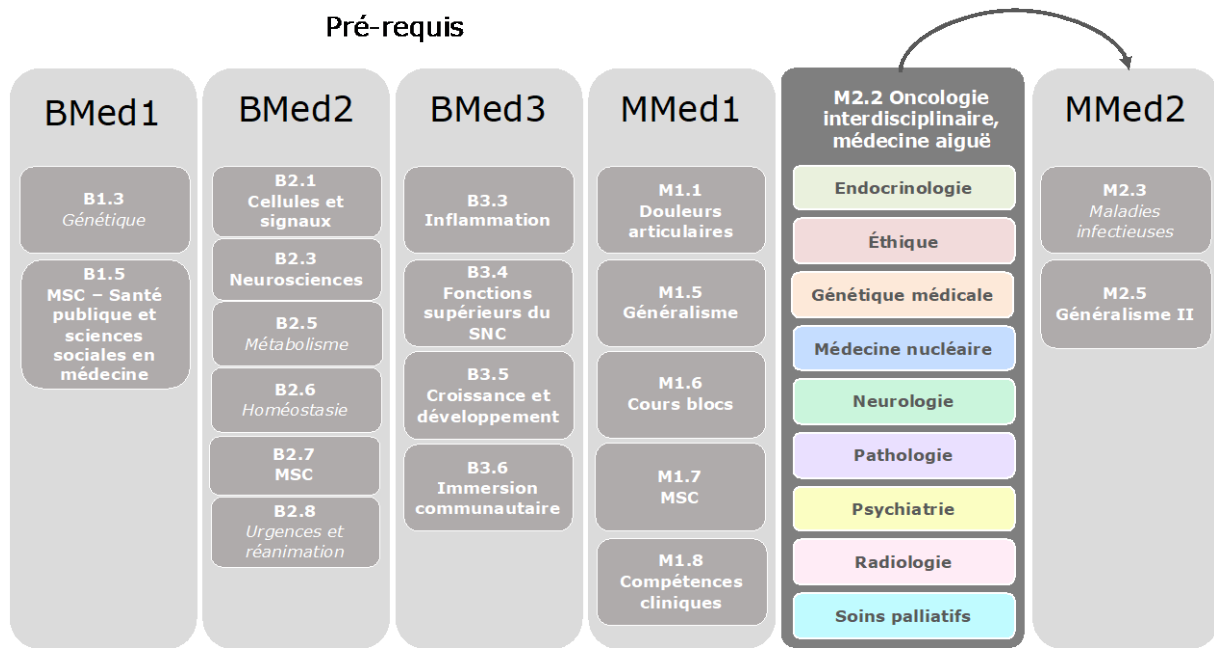 Pré-requis
BMed1
B1.3
Génétique
B1.5
MSC – Santé
publique et
sciences
sociales en
médecine
BMed2
B2.1
Cellules et
signaux
B2.3
Neurosciences
B2.5
Métabolisme
B2.6
Homéostasie
B2.7
MSC
B2.8
Urgences et
réanimation
BMed3
B3.3
Inflammation
B3.4
Fonctions
supérieurs du
SNC
B3.5
Croissance et
développement
B3.6
Immersion
communautaire
MMed1
M1.1
Douleurs
articulaires
M1.5
Généralisme
M1.6
Cours blocs
M1.7
MSC
M1.8
Compétences
cliniques
M2.2 Oncologie
interdisciplinaire,
médecine aiguë
Endocrinologie
Éthique
Génétique médicale
Médecine nucléaire
Neurologie
Pathologie
Psychiatrie
Radiologie
Soins palliatifs
MMed2
M2.3
Maladies
infectieuses
M2.5
Généralisme II